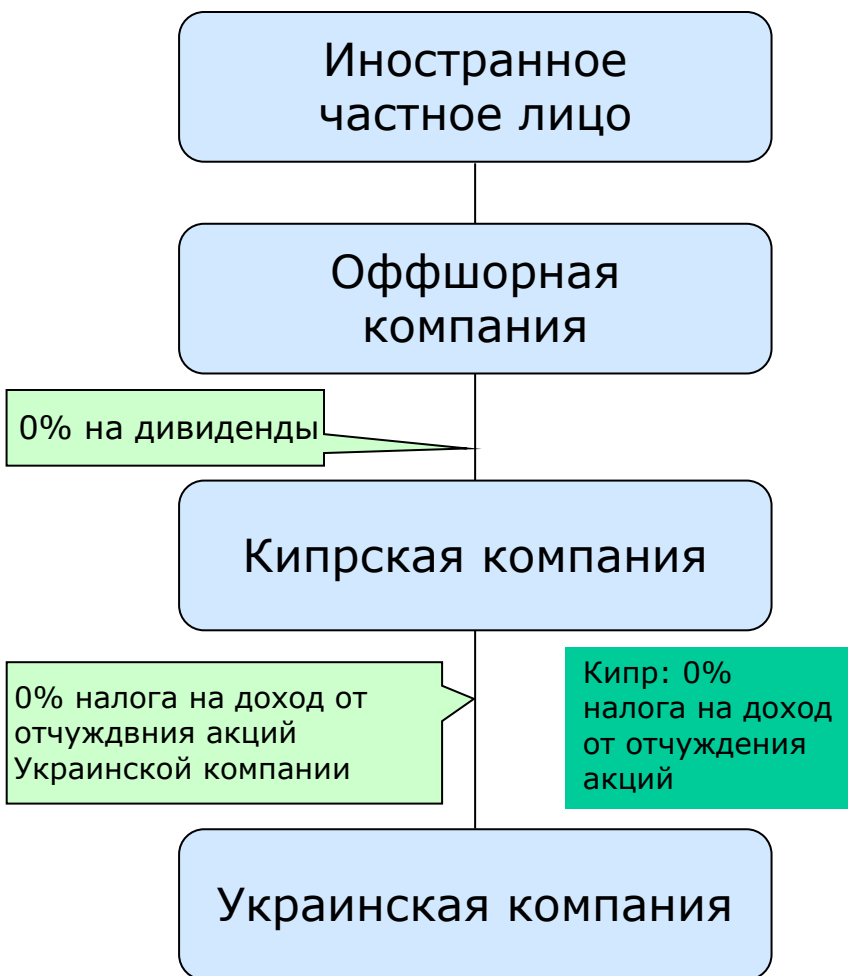 Иностранное
частное лицо
Оффшорная
компания
0% на дивиденды
Кипрская компания
0% налога на доход от
отчуждвния акций
Украинской компании
Кипр: 0%
налога на доход
от отчуждения
акций
Украинская компания